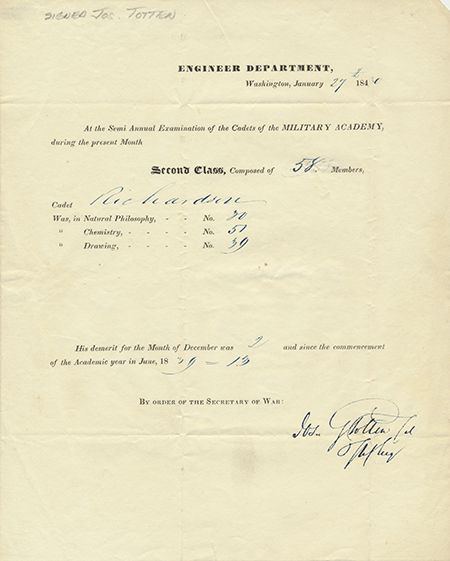 SIGNED JOS. TOTTEN
ENGINEER DEPARTMENT,
Washington, January 27th 1840
At the Semi Annual Examination of the Cadets of the MILITARY ACADEMY,
during the present Month
Second Class, Composed of 58 Members,
Cadet Richardson
Was, in Natural Philosophy, - - No. 30
" Chemistry, - - - - No. 51
" Drawing, - - - - No. 39
His demerit for the Month of December was 2 and since the commencement
of the Academic year in June, 1839 – 13
BY ORDER OF THE SECRETARY OF WAR:
Jos. G Totten